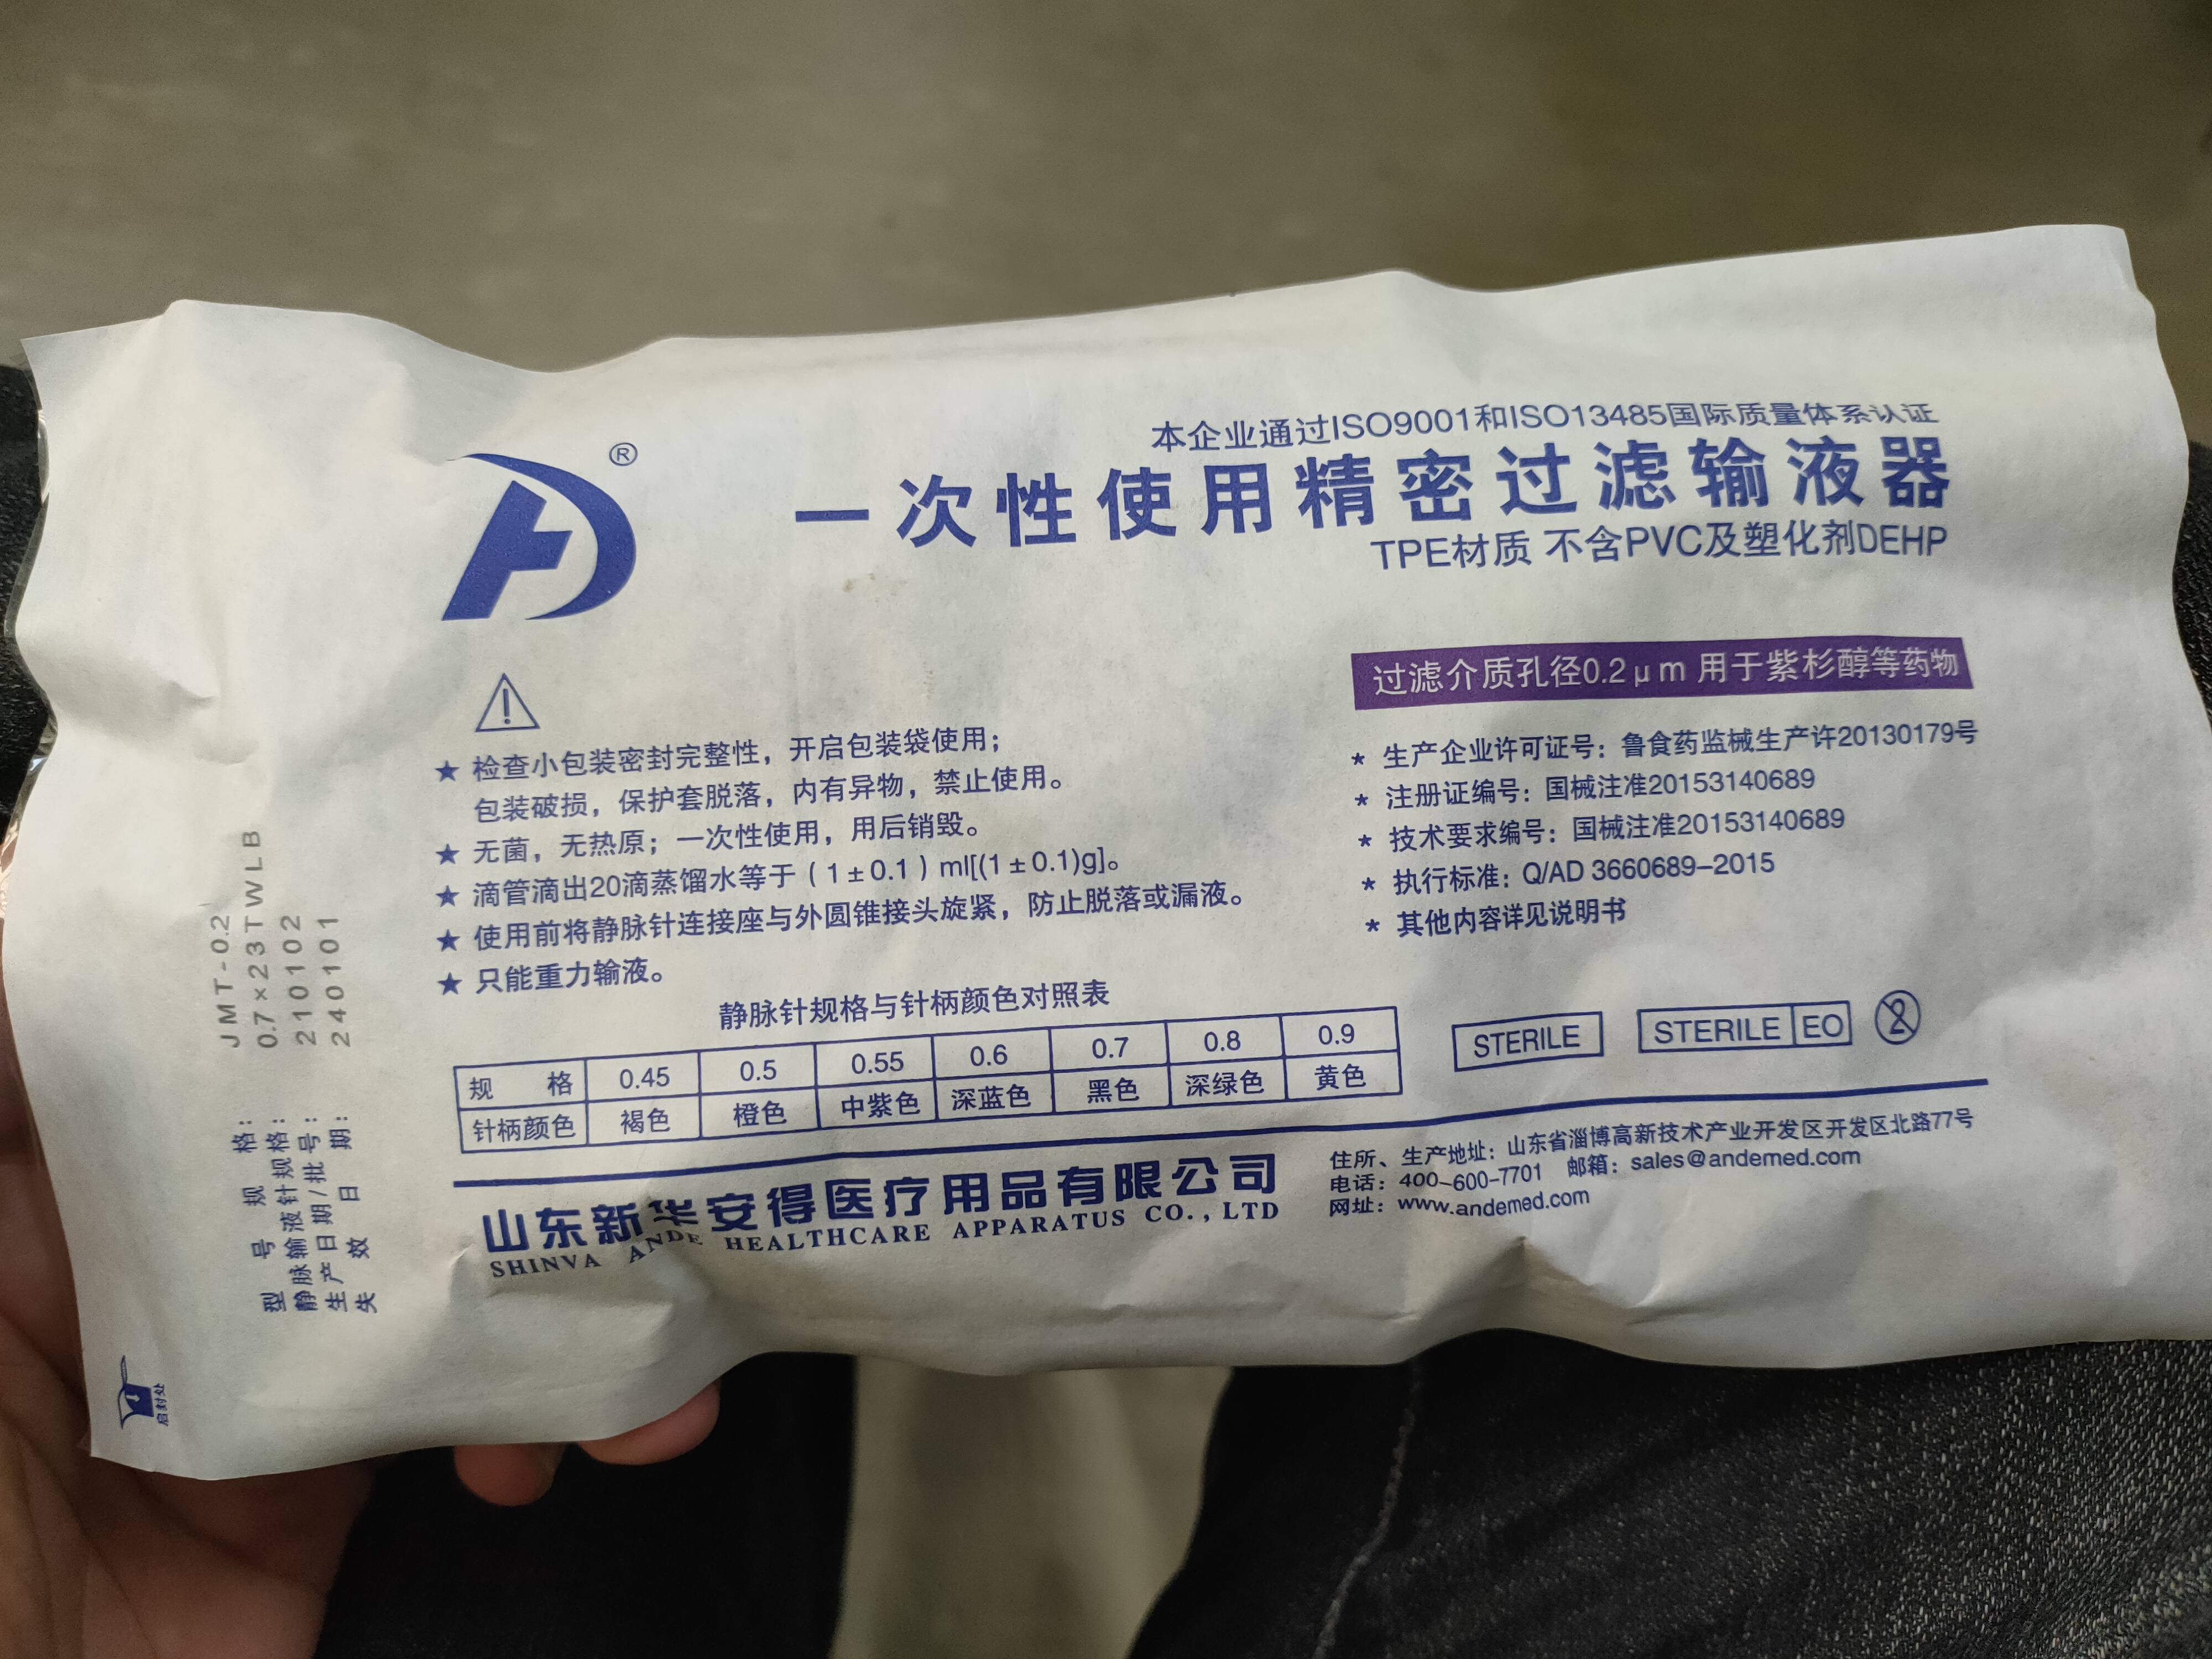 ®
本企业通过ISO9001和ISO13485国际质量体系认证
一次性使用精密过滤输液器
TPE材质 不含PVC及塑化剂DEHP
过滤介质孔径0.2μm 用于紫杉醇等药物
★ 检查小包装密封完整性，开启包装袋使用；
包装破损，保护套脱落，内有异物，禁止使用。
★ 无菌，无热原；一次性使用，用后销毁。
★ 滴管滴出20滴蒸馏水等于（1±0.1）ml[(1±0.1)g]。
★ 使用前将静脉针连接座与外圆锥接头旋紧，防止脱落或漏液。
★ 只能重力输液。
* 生产企业许可证号：鲁食药监械生产许20130179号
* 注册证编号：国械注准20153140689
* 技术要求编号：国械注准20153140689
* 执行标准：Q/AD 3660689-2015
* 其他内容详见说明书
静脉针规格与针柄颜色对照表
规格 0.45 0.5 0.55 0.6 0.7 0.8 0.9
针柄颜色 褐色 橙色 中紫色 深蓝色 黑色 深绿色 黄色
STERILE STERILE EO 2
山东新华安得医疗用品有限公司
SHINVA ANDE HEALTHCARE APPARATUS CO., LTD
住所、生产地址：山东省淄博高新技术产业开发区开发区北路77号
电话：400-600-7701 邮箱：sales@andemed.com
网址：www.andemed.com
型号规格：JMT-0.2
静脉输液针规格：0.7×23TWLB
生产日期/批号：210102
失效日期：240101
启封处